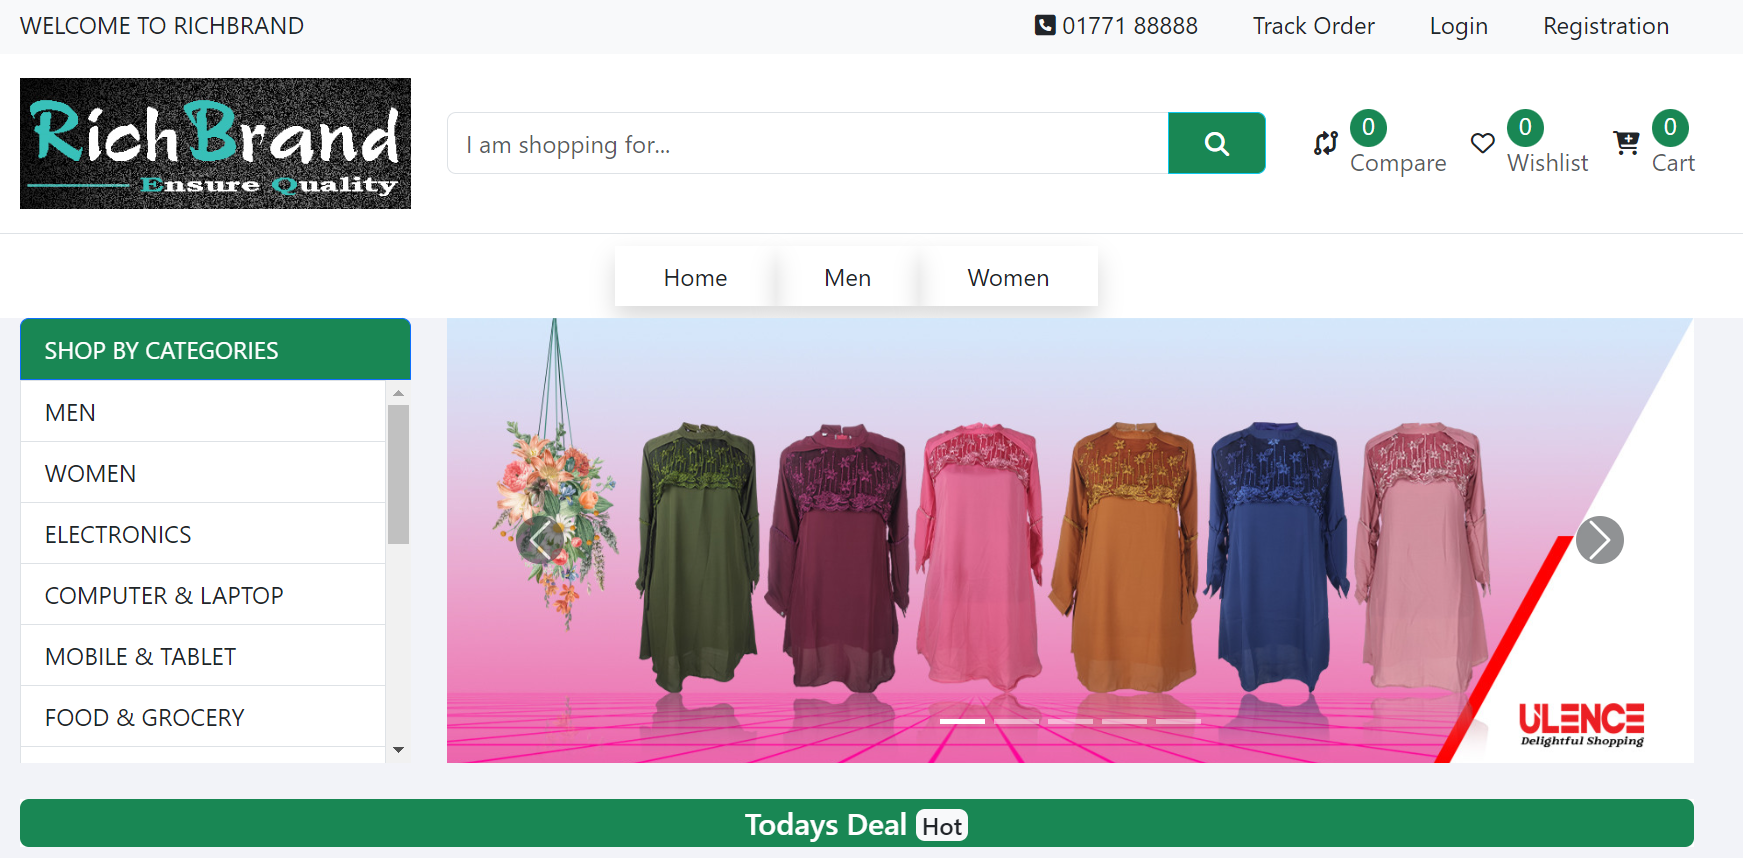 WELCOME TO RICHBRAND
01771 88888 Track Order Login Registration
RichBrand
Ensure Quality
I am shopping for...
0 Compare
0 Wishlist
0 Cart
Home Men Women
SHOP BY CATEGORIES
MEN
WOMEN
ELECTRONICS
COMPUTER & LAPTOP
MOBILE & TABLET
FOOD & GROCERY
ULENCE
Delightful Shopping
Todays Deal Hot